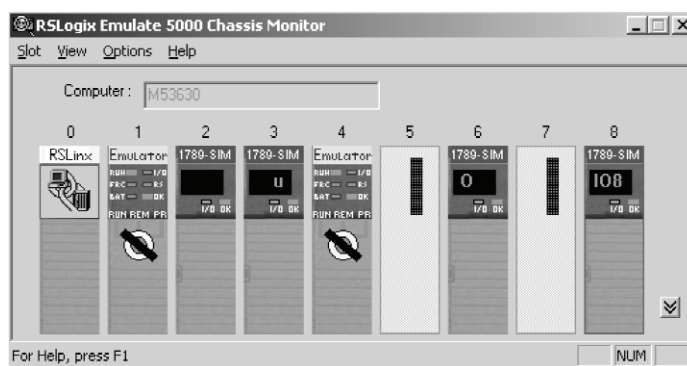 RSLogix Emulate 5000 Chassis Monitor
Slot View Options Help
Computer : M53630
0 1 2 3 4 5 6 7 8
RSLinx Emulator 1789-SIM 1789-SIM Emulator 1789-SIM 1789-SIM
RUN I/O RUN I/O
FRC RS u FRC RS O IO8
BAT OK BAT OK
I/O OK I/O OK I/O OK I/O OK
RUN REM PR RUN REM PR
For Help, press F1 NUM